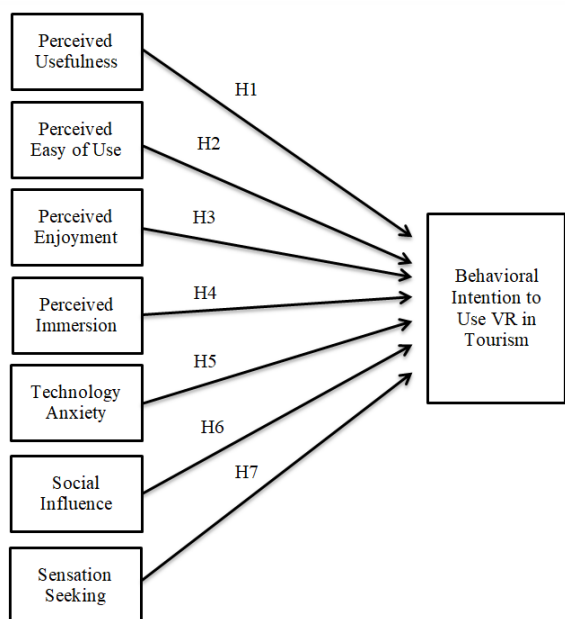 Perceived
Usefulness
H1
Perceived
Easy of Use
H2
Perceived
Enjoyment
H3
Perceived
Immersion
H4
Technology
Anxiety
H5
Social
Influence
H6
Sensation
Seeking
H7
Behavioral
Intention to
Use VR in
Tourism